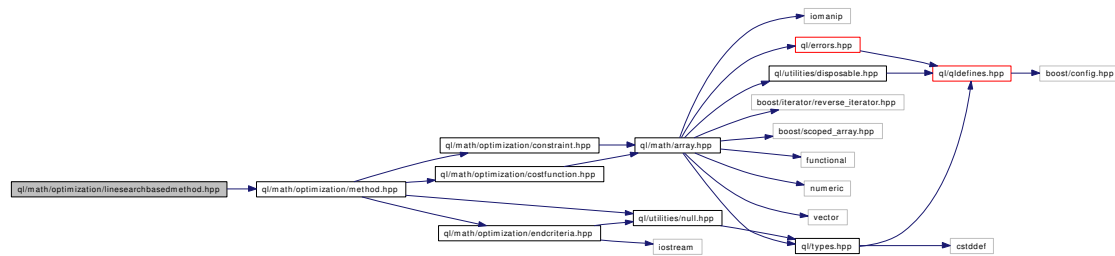 iomanip
ql/errors.hpp
ql/utilities/disposable.hpp
ql/qldefines.hpp
boost/config.hpp
boost/iterator/reverse_iterator.hpp
boost/scoped_array.hpp
ql/math/optimization/constraint.hpp
ql/math/array.hpp
functional
ql/math/optimization/costfunction.hpp
ql/math/optimization/linesearchbasedmethod.hpp
ql/math/optimization/method.hpp
numeric
ql/utilities/null.hpp
vector
ql/math/optimization/endcriteria.hpp
iostream
ql/types.hpp
cstddef